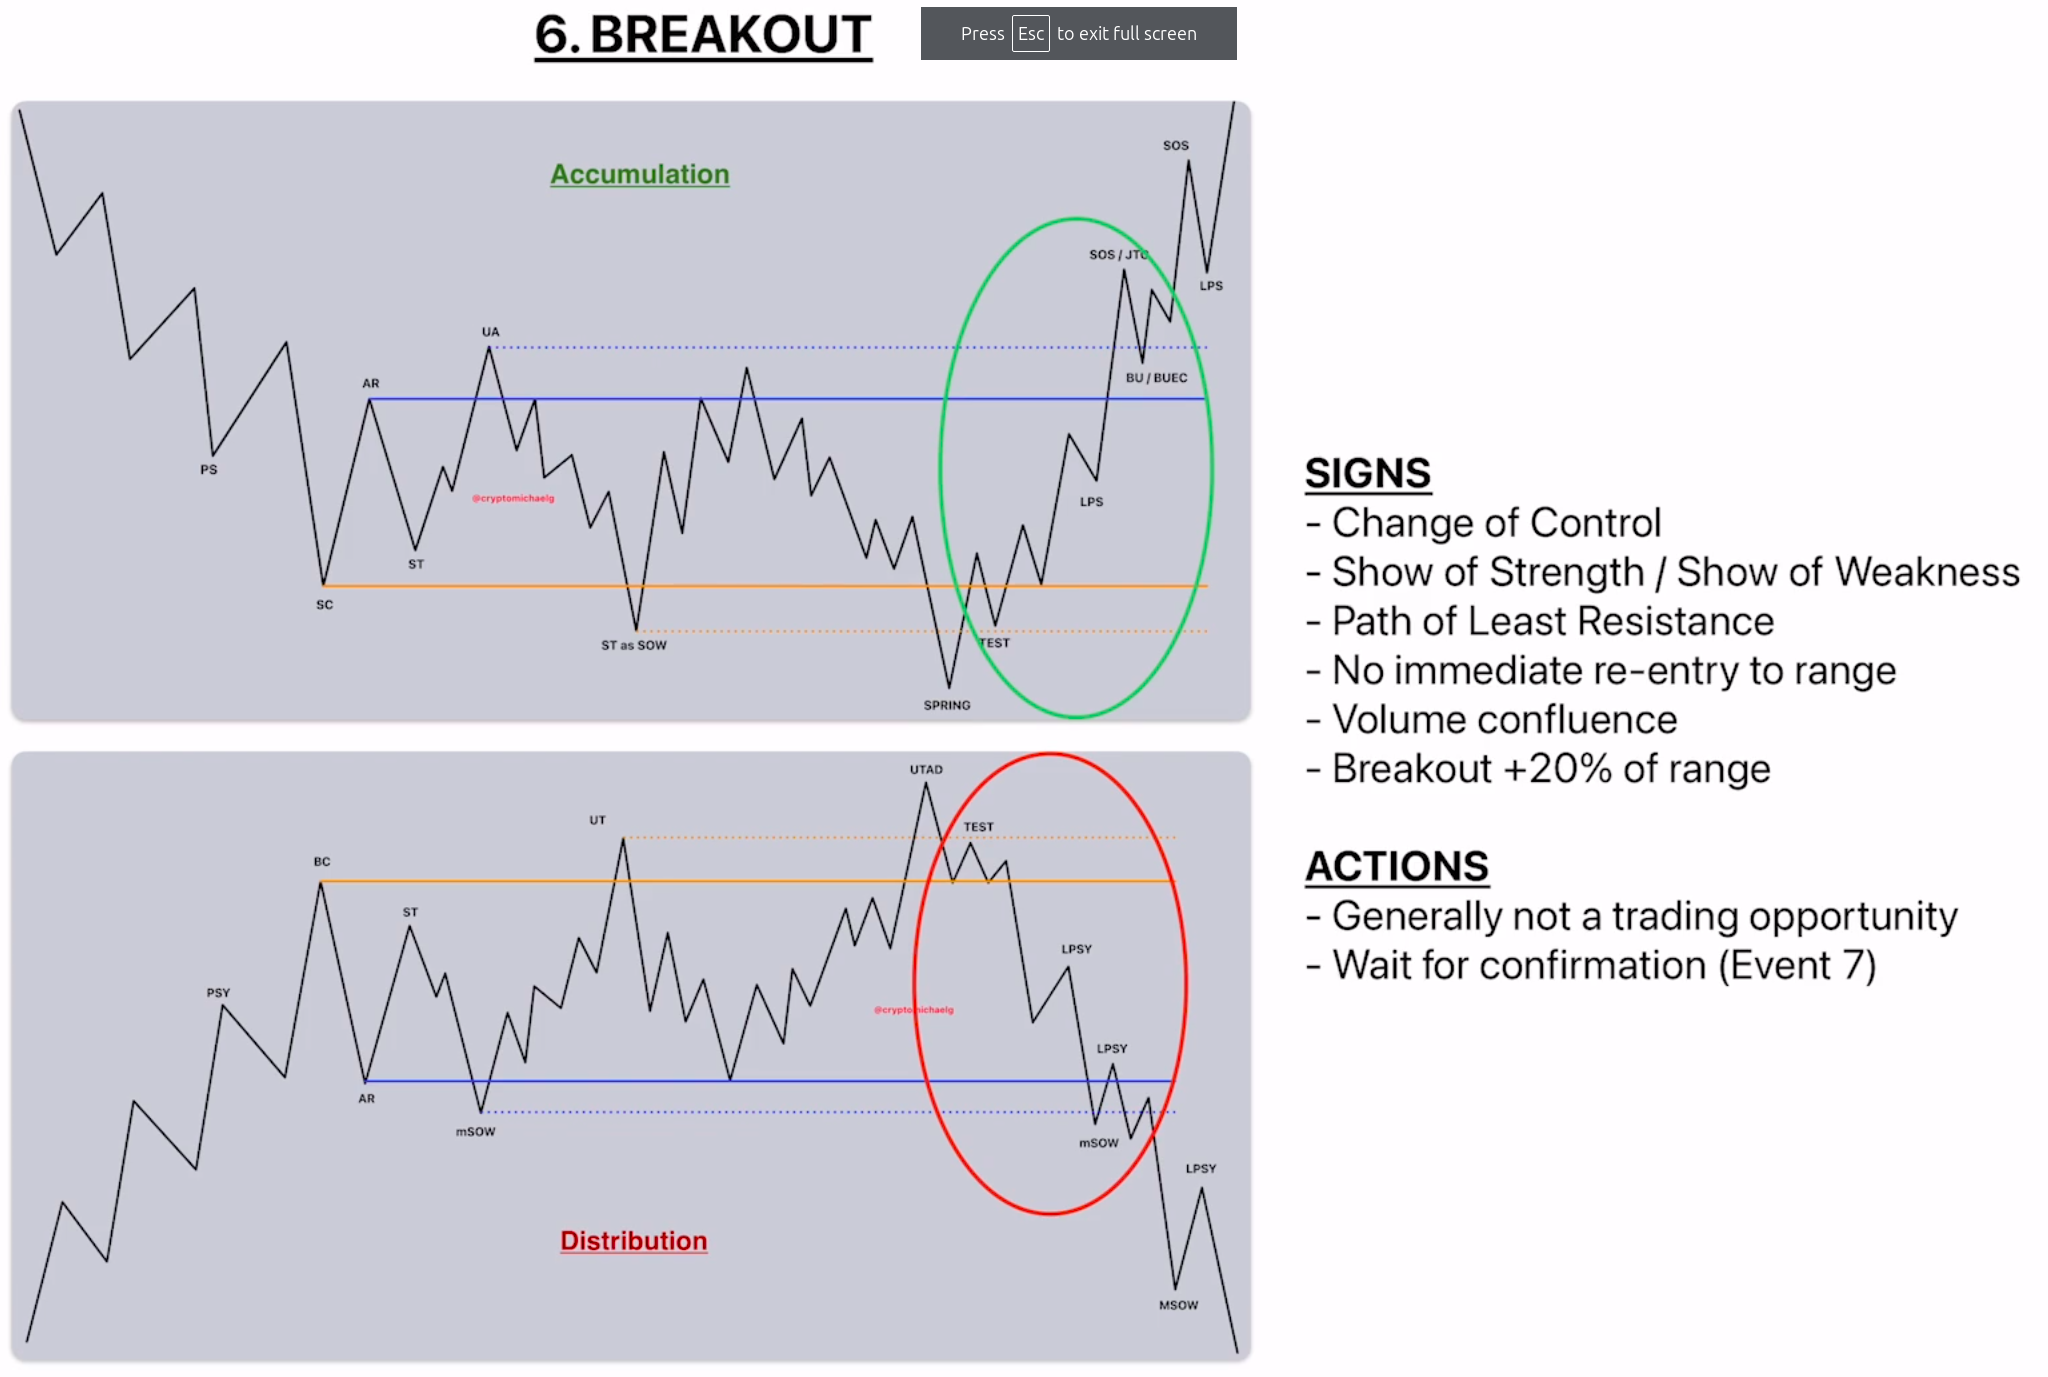 6. BREAKOUT
Press Esc to exit full screen
Accumulation
SOS
SOS / JTC
LPS
UA
AR
BU / BUEC
PS
@cryptomichaelg
LPS
ST
SC
ST as SOW
TEST
SPRING
SIGNS
- Change of Control
- Show of Strength / Show of Weakness
- Path of Least Resistance
- No immediate re-entry to range
- Volume confluence
- Breakout +20% of range
ACTIONS
- Generally not a trading opportunity
- Wait for confirmation (Event 7)
UTAD
UT
TEST
BC
ST
LPSY
PSY
@cryptomichaelg
LPSY
AR
mSOW
mSOW
LPSY
Distribution
MSOW